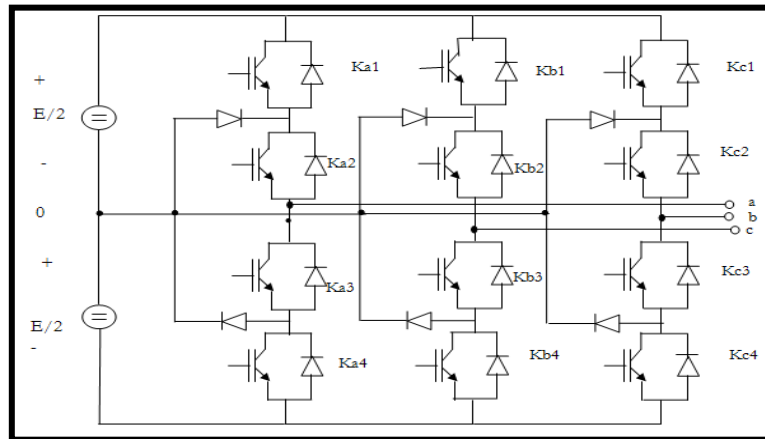 +
E/2
-
0
+
E/2
-
Ka1
Ka2
Ka3
Ka4
Kb1
Kb2
Kb3
Kb4
Kc1
Kc2
Kc3
Kc4
a
b
c